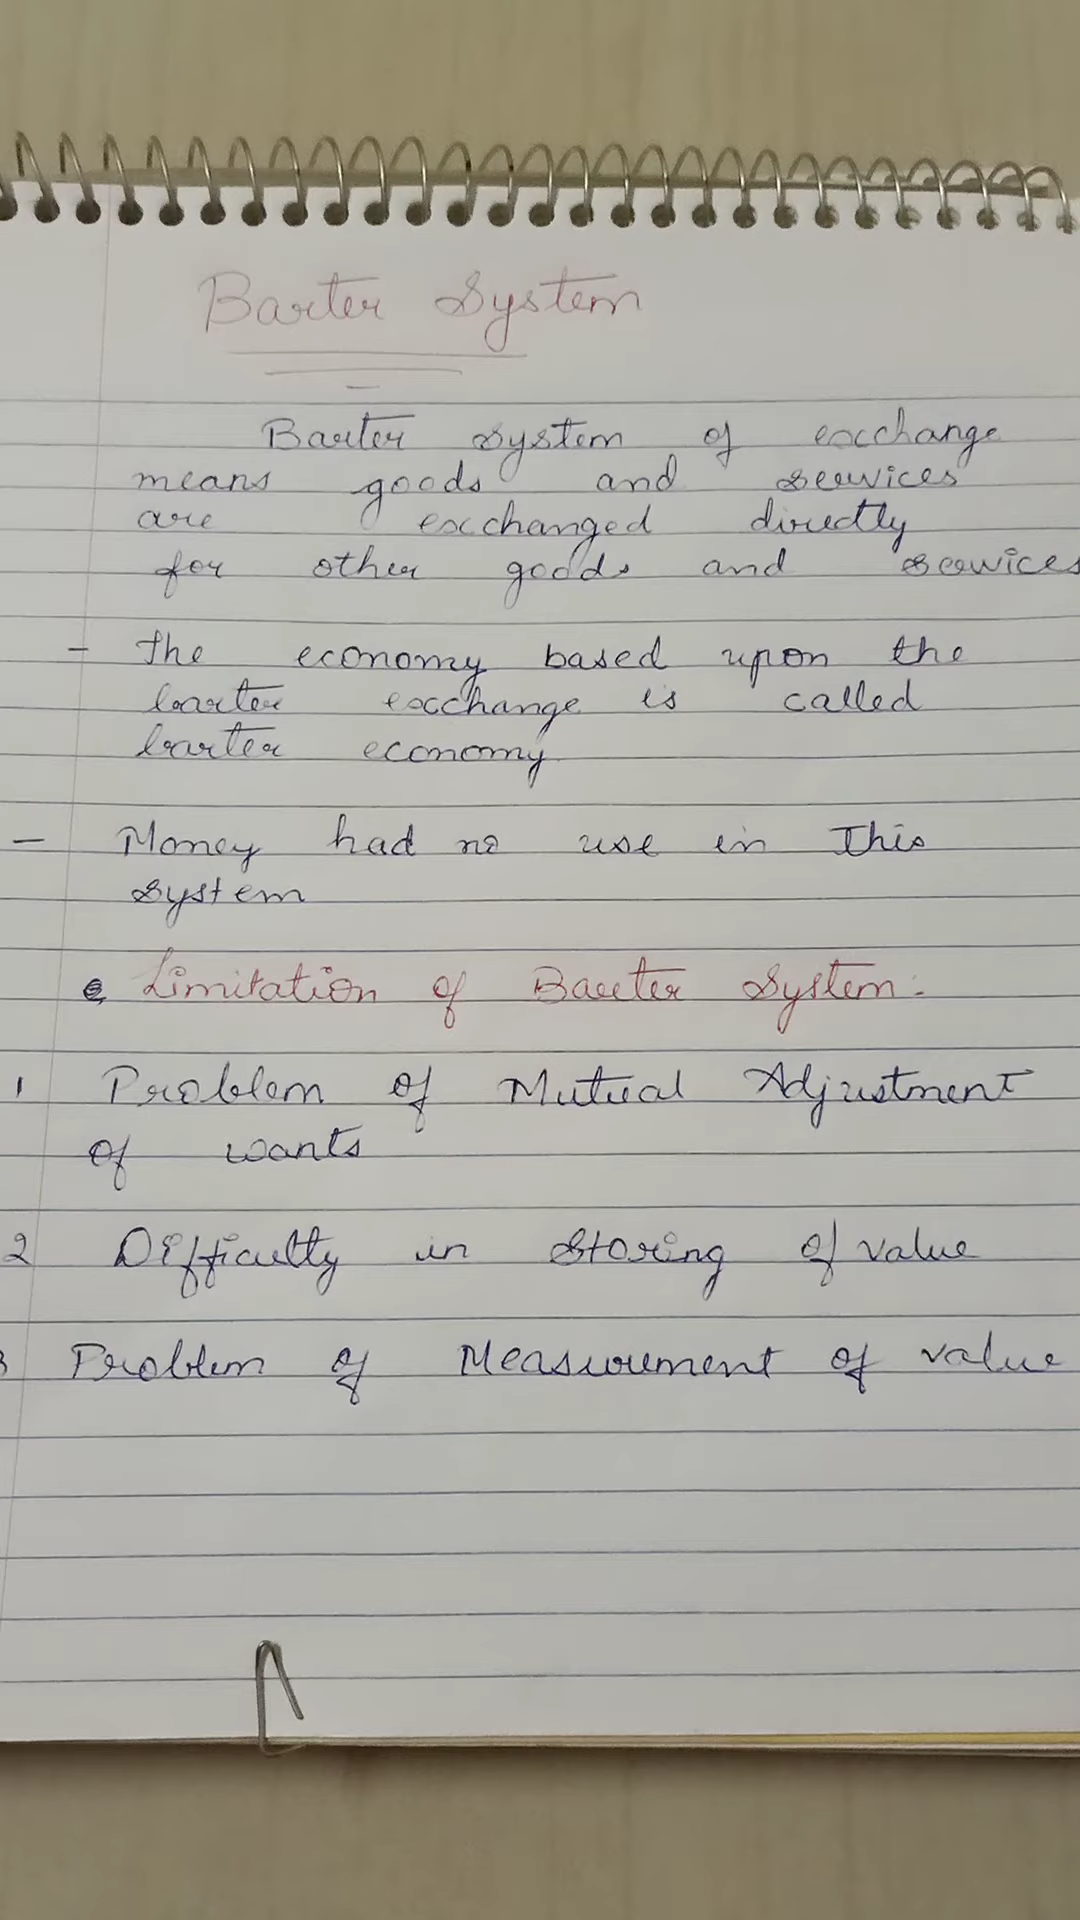 Barter System
Barter system of exchange
means goods and services
are exchanged directly
for other goods and services
- the economy based upon the
barter exchange is called
barter economy
- Money had no use in This
system
Limitation of Barter System.
1 Problem of Mutual Adjustment
of wants
2 Difficulty in Storing of value
3 Problem of Measurement of value